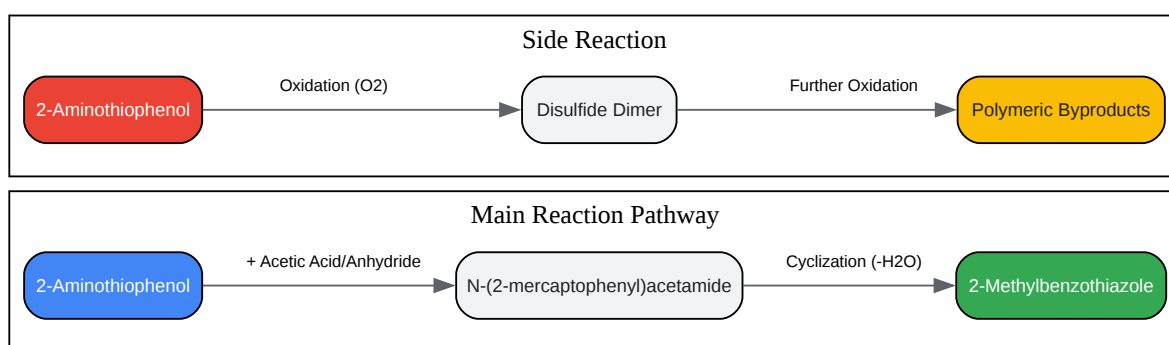 Side Reaction
2-Aminothiophenol
Oxidation (O2)
Disulfide Dimer
Further Oxidation
Polymeric Byproducts
Main Reaction Pathway
2-Aminothiophenol
+ Acetic Acid/Anhydride
N-(2-mercaptophenyl)acetamide
Cyclization (-H2O)
2-Methylbenzothiazole